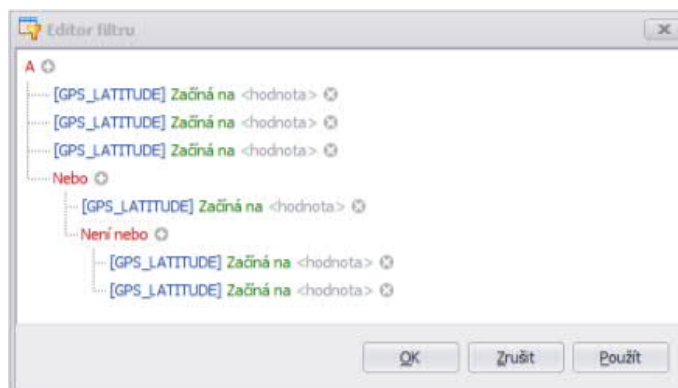 Editor filtru
A
[GPS_LATITUDE] Začíná na <hodnota>
[GPS_LATITUDE] Začíná na <hodnota>
[GPS_LATITUDE] Začíná na <hodnota>
Nebo
[GPS_LATITUDE] Začíná na <hodnota>
Není nebo
[GPS_LATITUDE] Začíná na <hodnota>
[GPS_LATITUDE] Začíná na <hodnota>
OK Zrušit Použít